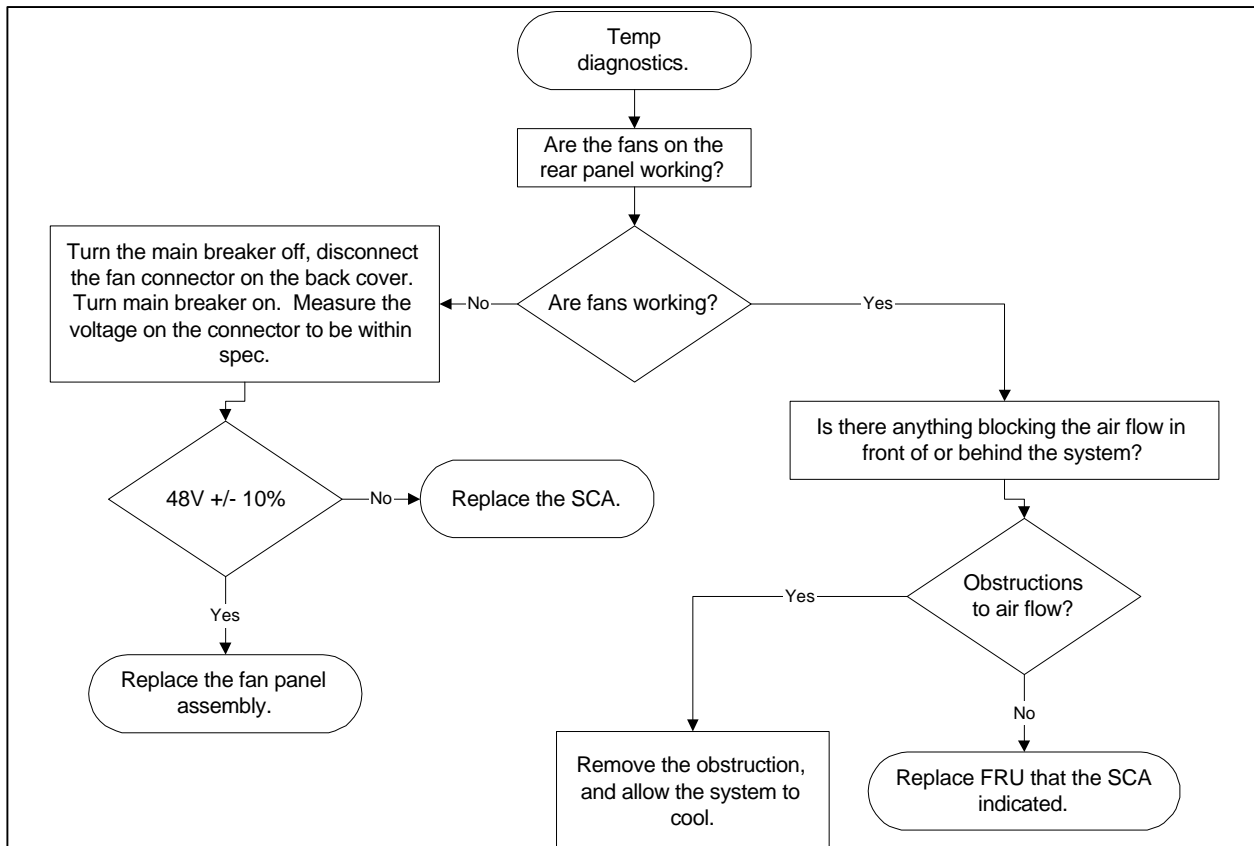 Temp
diagnostics.
Are the fans on the
rear panel working?
Turn the main breaker off, disconnect
the fan connector on the back cover.
Turn main breaker on.  Measure the
voltage on the connector to be within
spec.
No
Are fans working?
Yes
Is there anything blocking the air flow in
front of or behind the system?
48V +/- 10%
No
Replace the SCA.
Yes
Replace the fan panel
assembly.
Obstructions
to air flow?
Yes
No
Remove the obstruction,
and allow the system to
cool.
Replace FRU that the SCA
indicated.